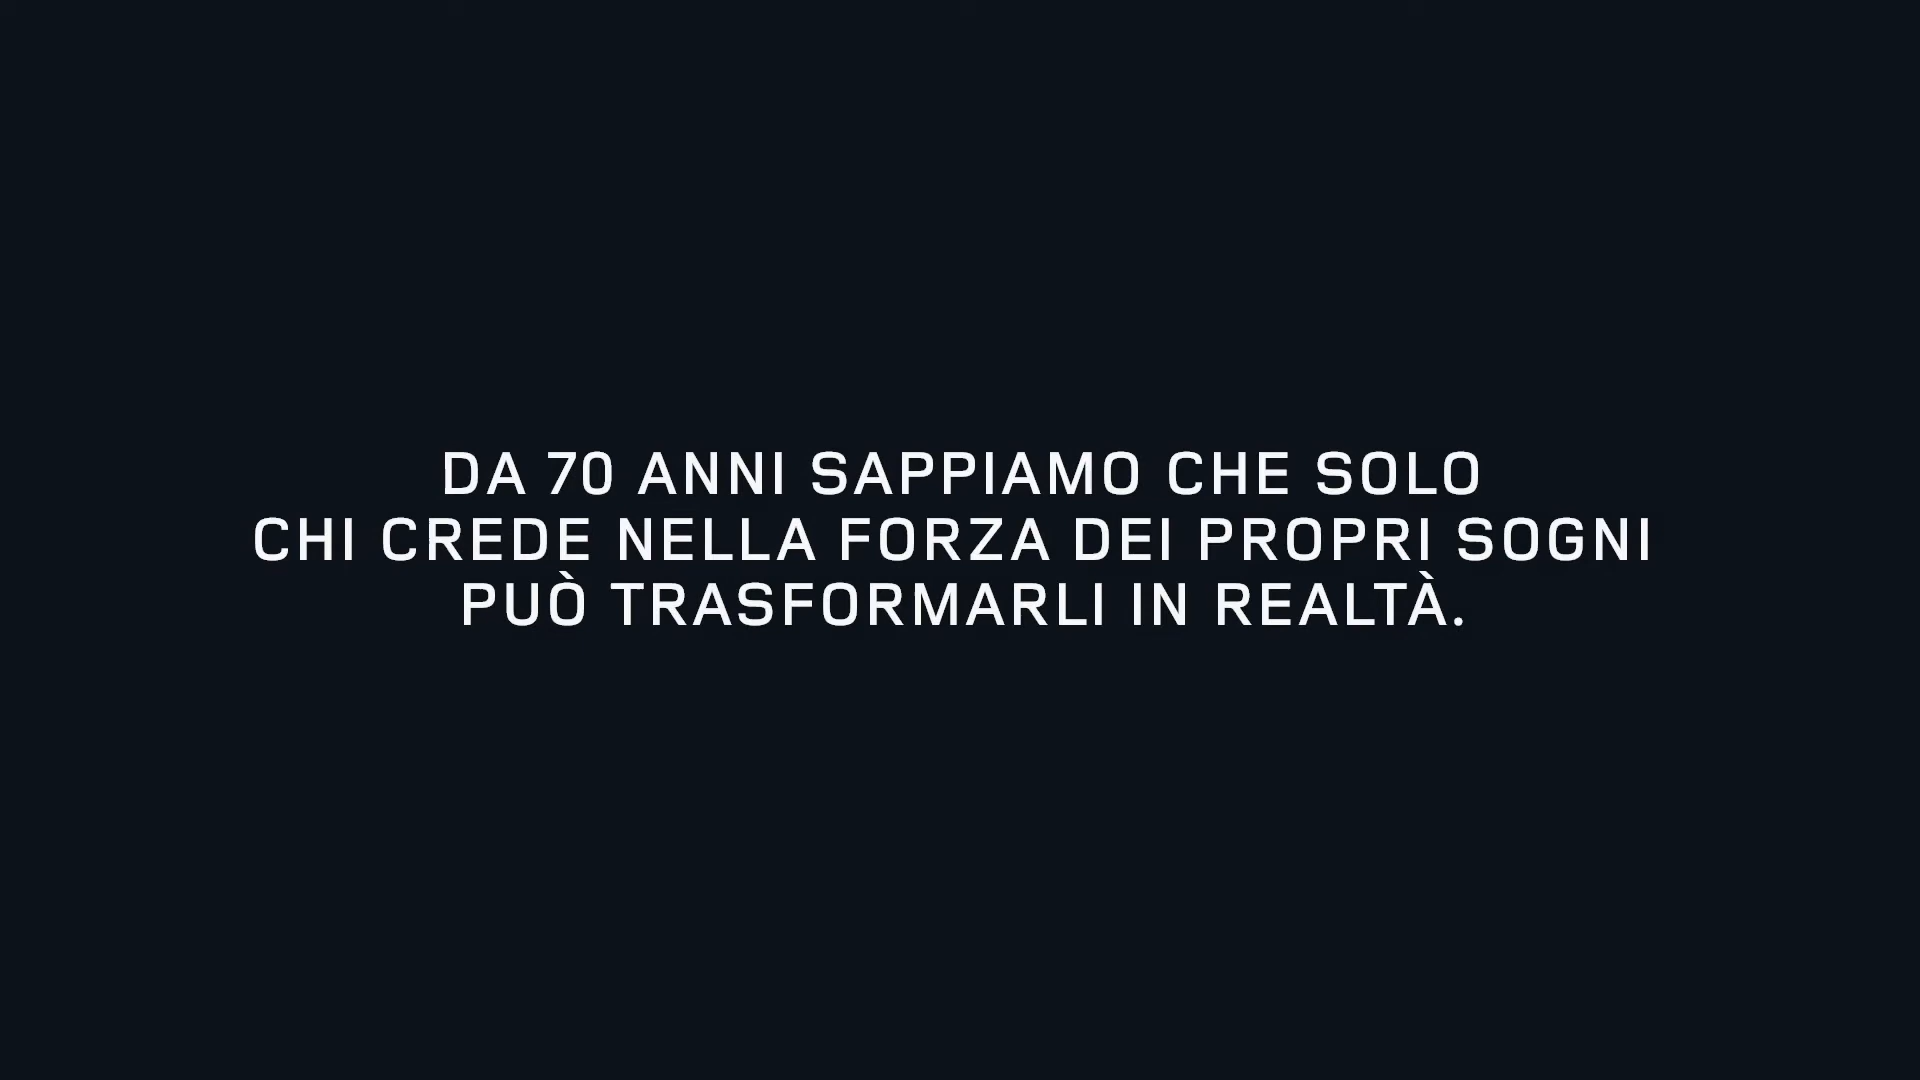 DA 70 ANNI SAPPIAMO CHE SOLO
CHI CREDE NELLA FORZA DEI PROPRI SOGNI
PUÒ TRASFORMARLI IN REALTÀ.